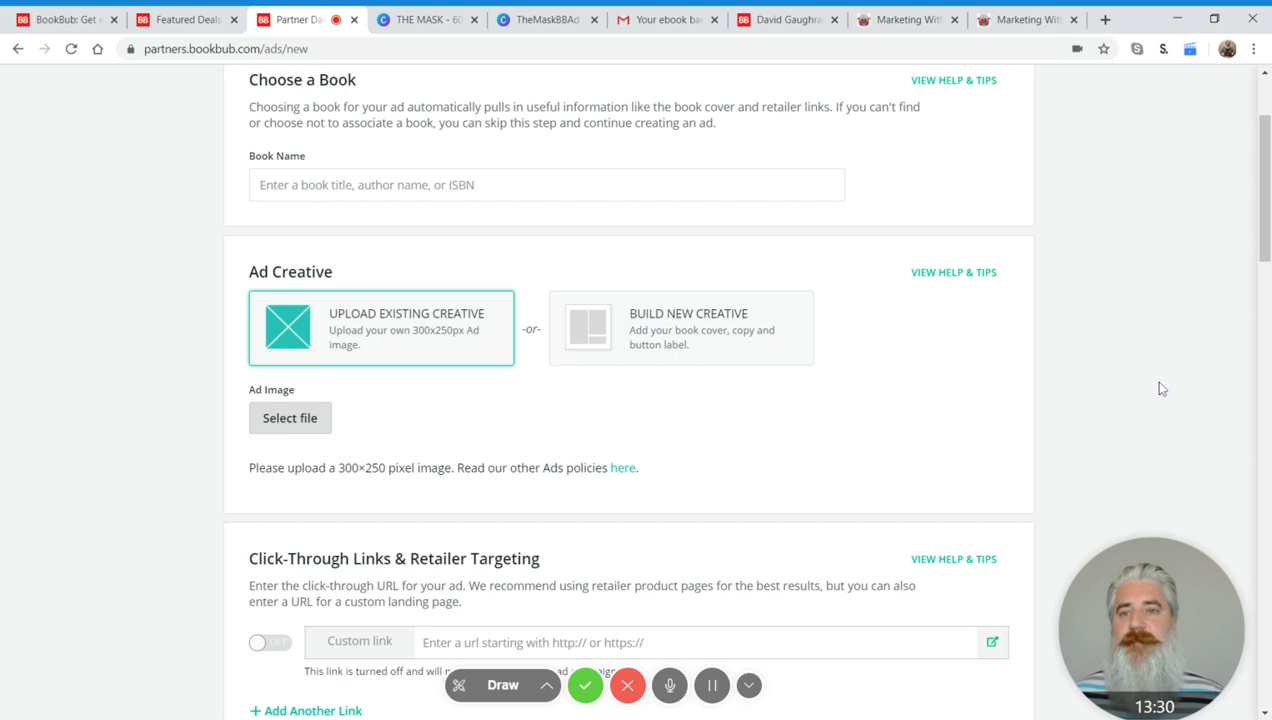 BB BookBub: Get e
BB Featured Deals
BB Partner Da
THE MASK - 60
TheMaskBBAd
Your ebook ba
BB David Gaughra
Marketing With
Marketing With
partners.bookbub.com/ads/new
Choose a Book
VIEW HELP & TIPS
Choosing a book for your ad automatically pulls in useful information like the book cover and retailer links. If you can't find
or choose not to associate a book, you can skip this step and continue creating an ad.
Book Name
Enter a book title, author name, or ISBN
Ad Creative
VIEW HELP & TIPS
UPLOAD EXISTING CREATIVE
Upload your own 300x250px Ad
image.
-or-
BUILD NEW CREATIVE
Add your book cover, copy and
button label.
Ad Image
Select file
Please upload a 300×250 pixel image. Read our other Ads policies here.
Click-Through Links & Retailer Targeting
VIEW HELP & TIPS
Enter the click-through URL for your ad. We recommend using retailer product pages for the best results, but you can also
enter a URL for a custom landing page.
OFF
Custom link
Enter a url starting with http:// or https://
This link is turned off and will
Draw
+ Add Another Link
13:30